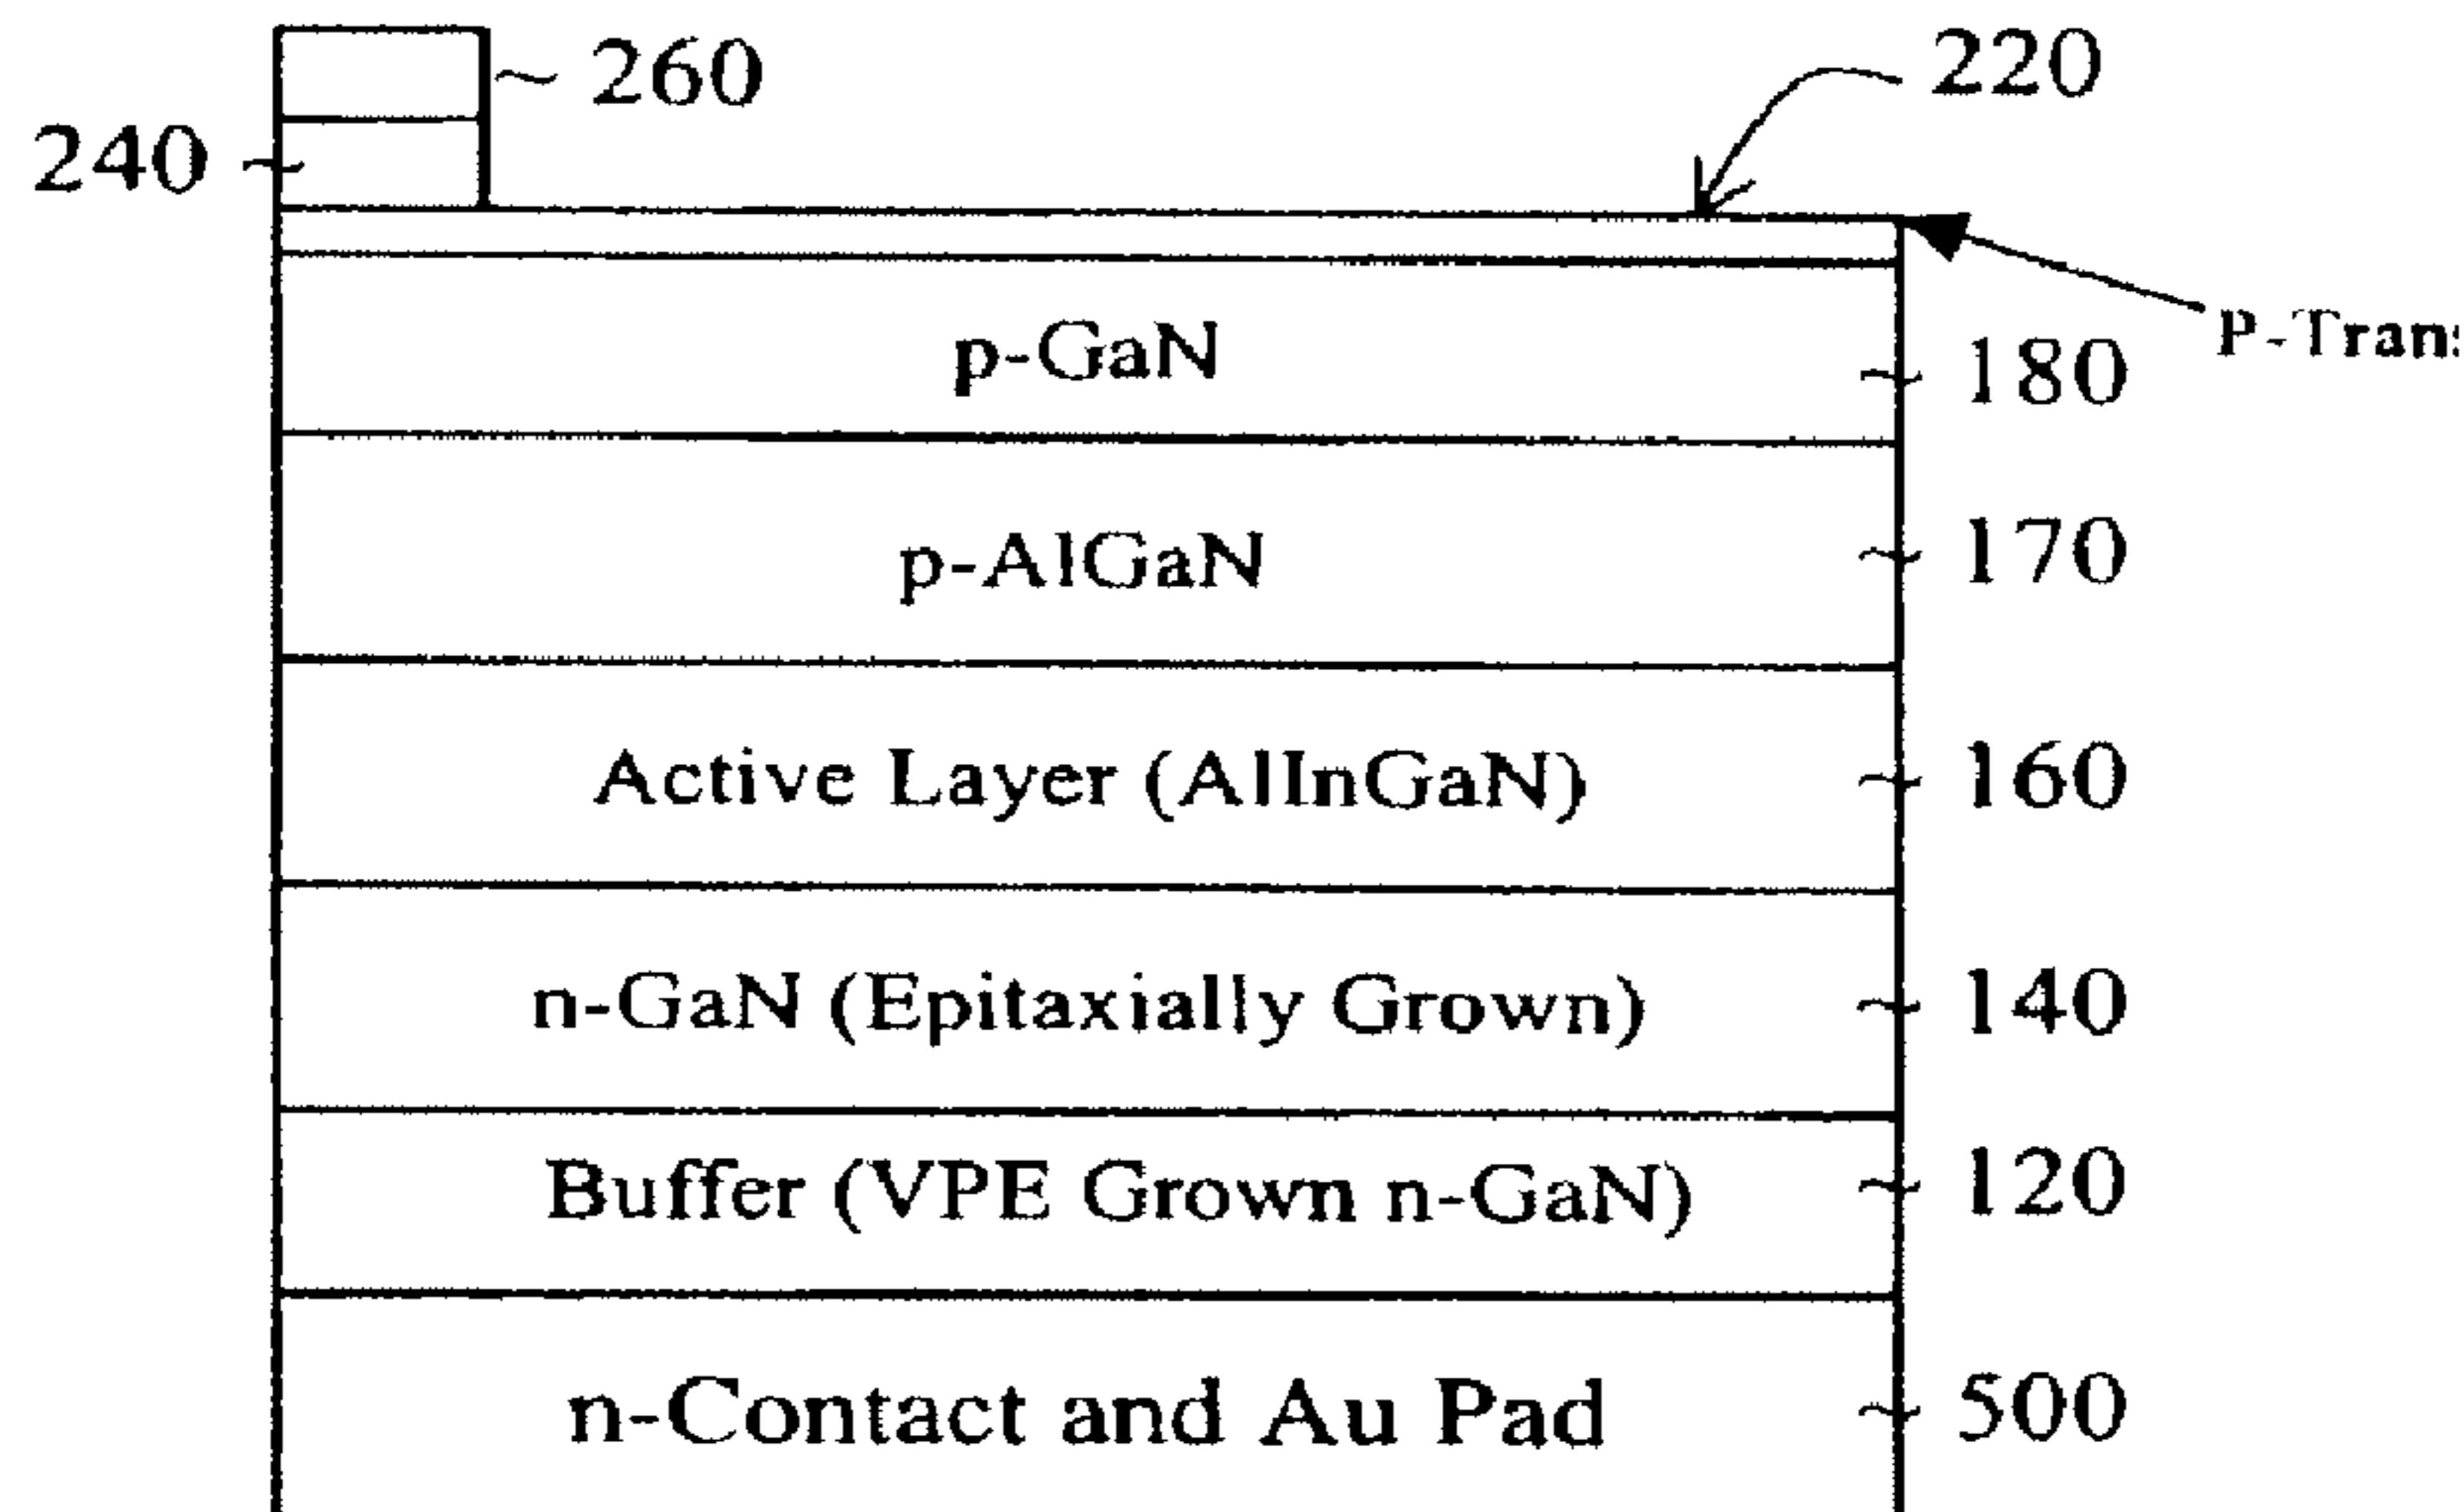 260
220
240
p-GaN
180
P-Trans
p-AlGaN
170
Active Layer (AlInGaN)
160
n-GaN (Epitaxially Grown)
140
Buffer (VPE Grown n-GaN)
120
n-Contact and Au Pad
500